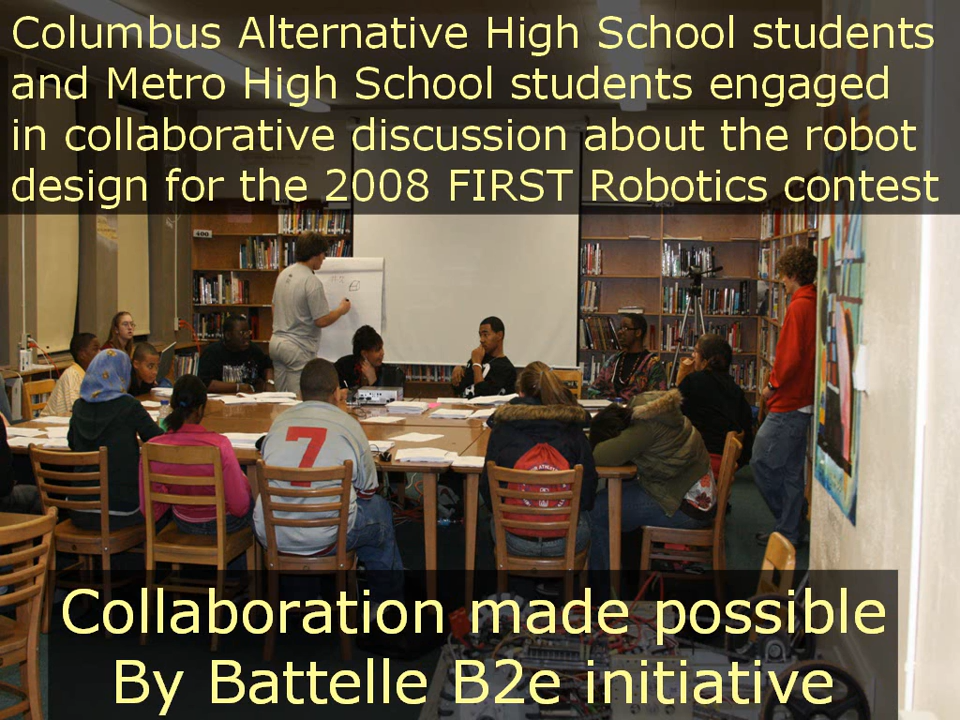 Columbus Alternative High School students
and Metro High School students engaged
in collaborative discussion about the robot
design for the 2008 FIRST Robotics contest
400
7
Collaboration made possible
By Battelle B2e initiative